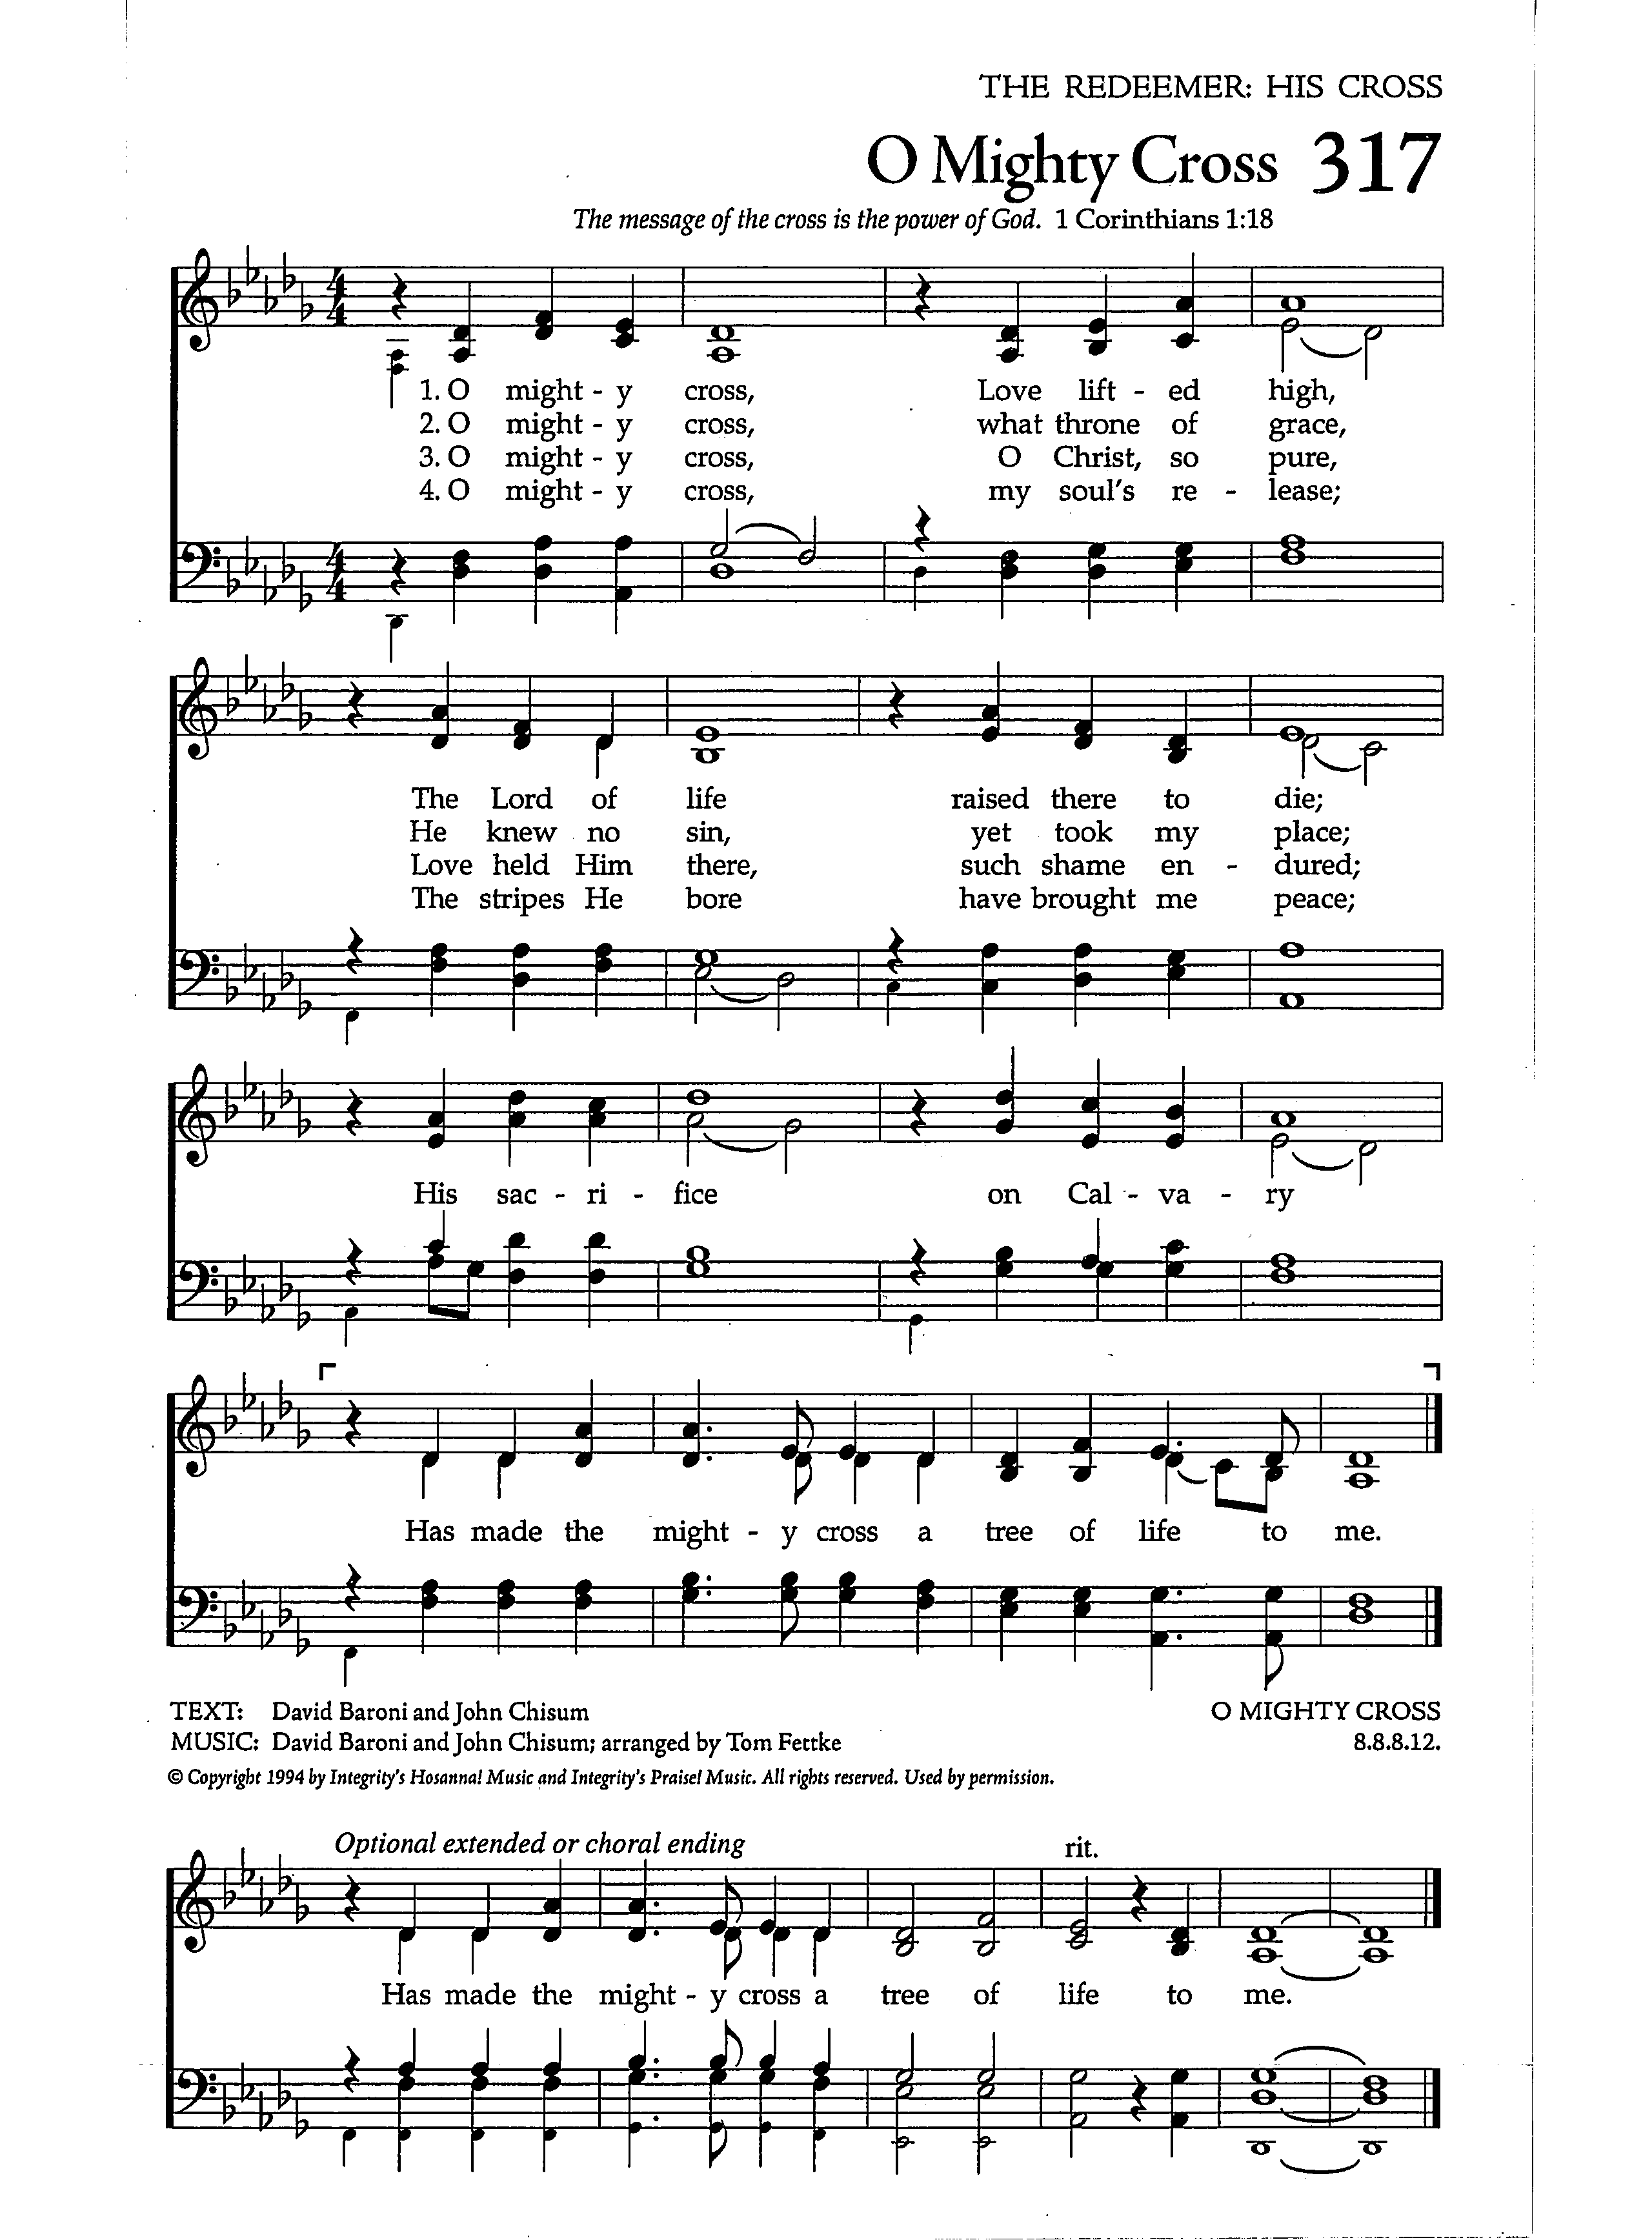 THE REDEEMER: HIS CROSS
O Mighty Cross 317
The message of the cross is the power of God. 1 Corinthians 1:18
4 4
1. O might - y cross, Love lift - ed high,
2. O might - y cross, what throne of grace,
3. O might - y cross, O Christ, so pure,
4. O might - y cross, my soul's re - lease;
4 4
The Lord of life raised there to die;
He knew no sin, yet took my place;
Love held Him there, such shame en - dured;
The stripes He bore have brought me peace;
His sac - ri - fice on Cal - va - ry
Has made the might - y cross a tree of life to me.
TEXT: David Baroni and John Chisum O MIGHTY CROSS
MUSIC: David Baroni and John Chisum; arranged by Tom Fettke 8.8.8.12.
© Copyright 1994 by Integrity's Hosanna! Music and Integrity's Praise! Music. All rights reserved. Used by permission.
Optional extended or choral ending rit.
Has made the might - y cross a tree of life to me.